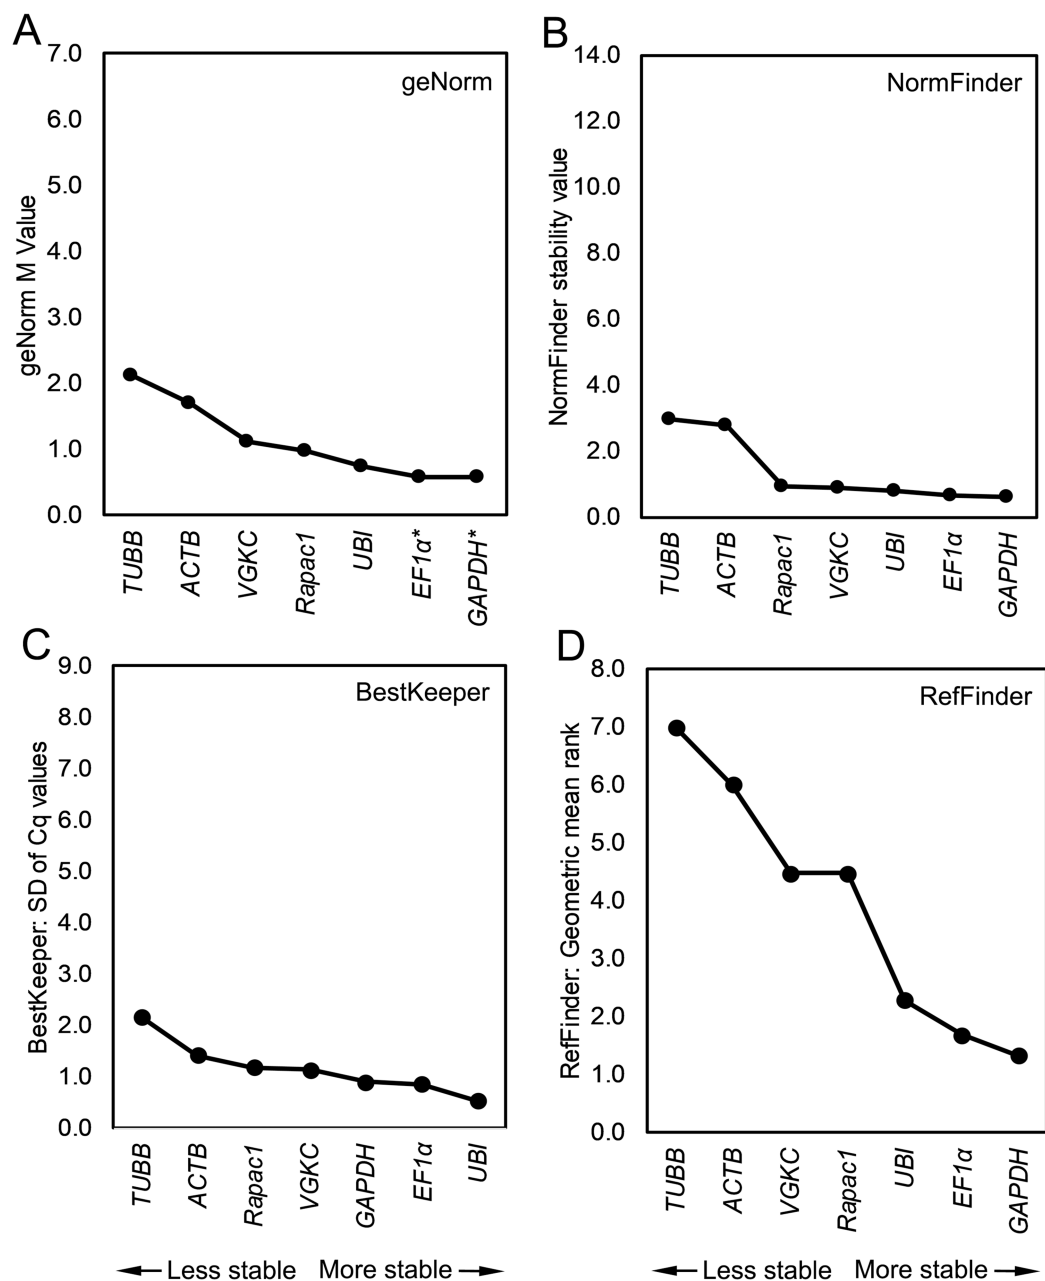 A
geNorm
geNorm M Value
7.0
6.0
5.0
4.0
3.0
2.0
1.0
0.0
TUBB
ACTB
VGKC
Rapac1
UBI
EF1α*
GAPDH*
B
NormFinder
NormFinder stability value
14.0
12.0
10.0
8.0
6.0
4.0
2.0
0.0
TUBB
ACTB
Rapac1
VGKC
UBI
EF1α
GAPDH
C
BestKeeper
BestKeeper: SD of Cq values
9.0
8.0
7.0
6.0
5.0
4.0
3.0
2.0
1.0
0.0
TUBB
ACTB
Rapac1
VGKC
GAPDH
EF1α
UBI
Less stable More stable
D
RefFinder
RefFinder: Geometric mean rank
8.0
7.0
6.0
5.0
4.0
3.0
2.0
1.0
0.0
TUBB
ACTB
VGKC
Rapac1
UBI
EF1α
GAPDH
Less stable More stable